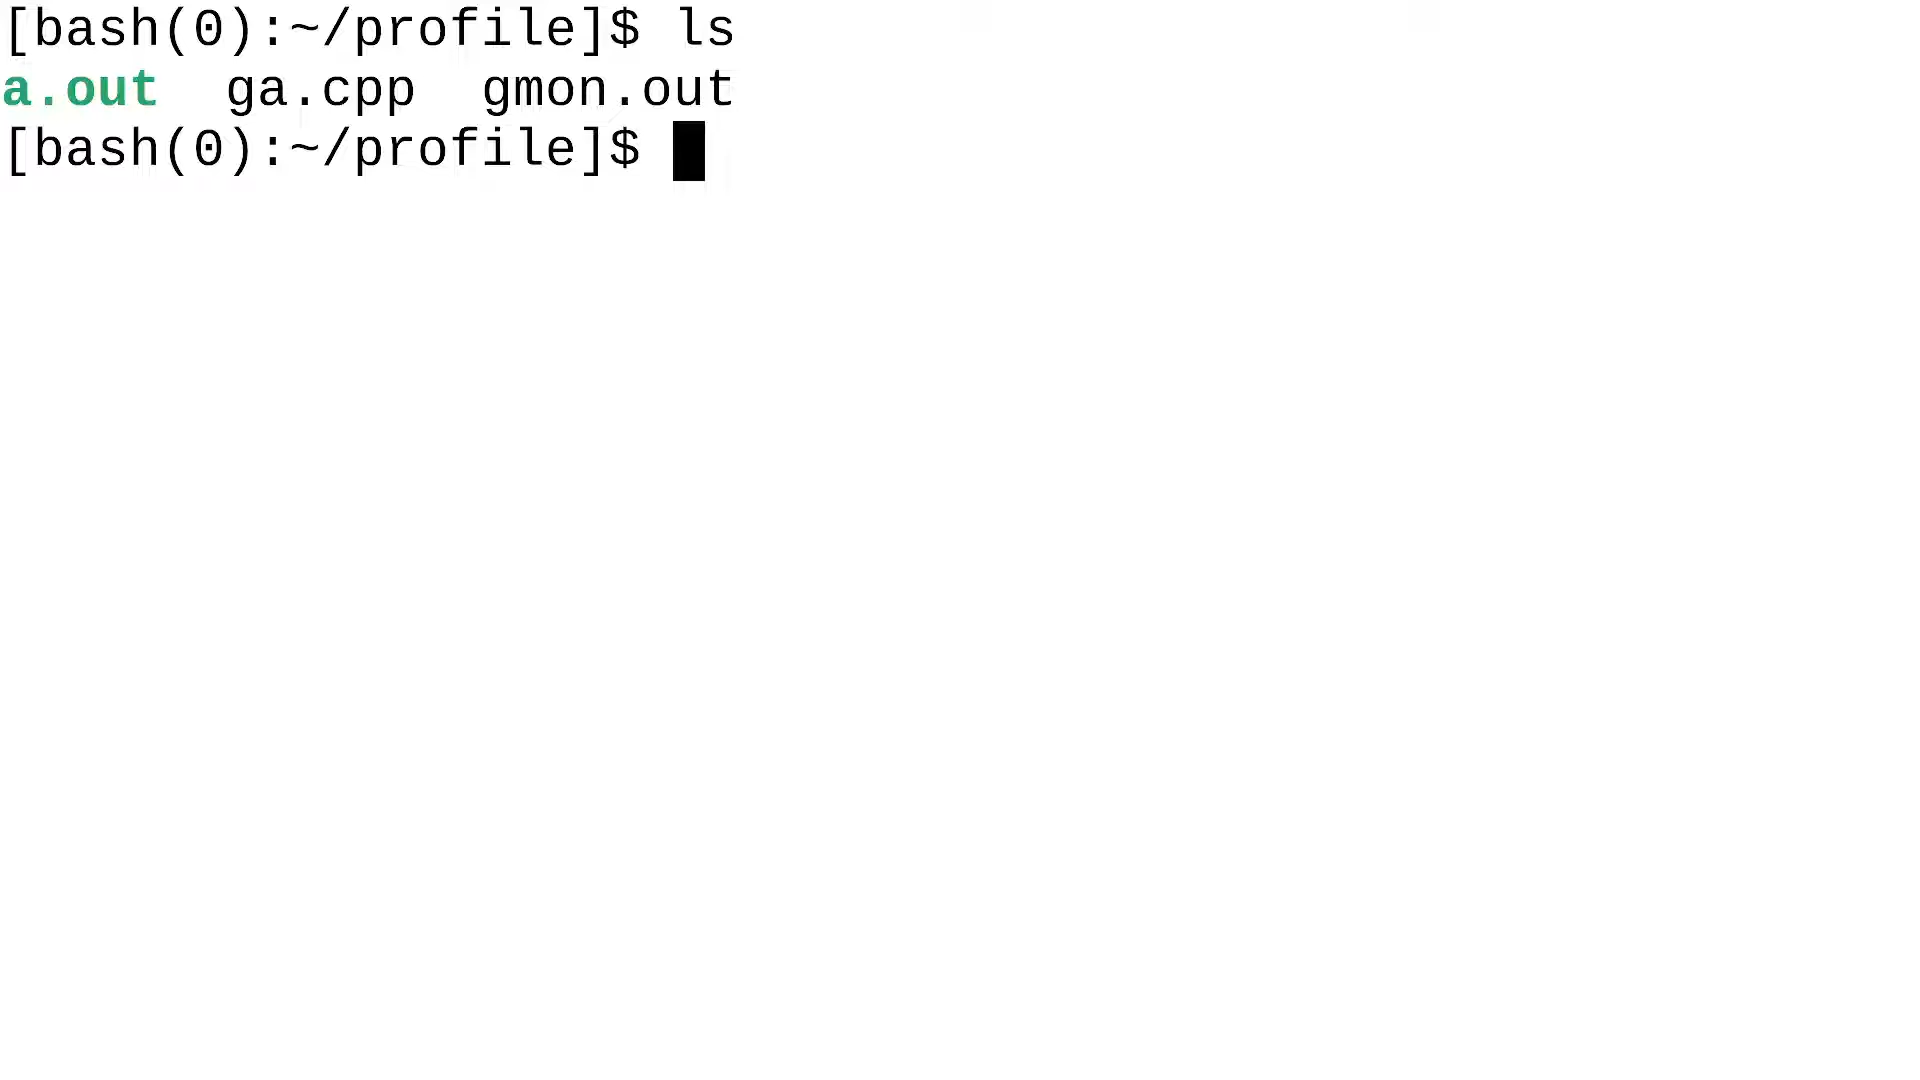 [bash(0):~/profile]$ ls
a.out  ga.cpp  gmon.out
[bash(0):~/profile]$